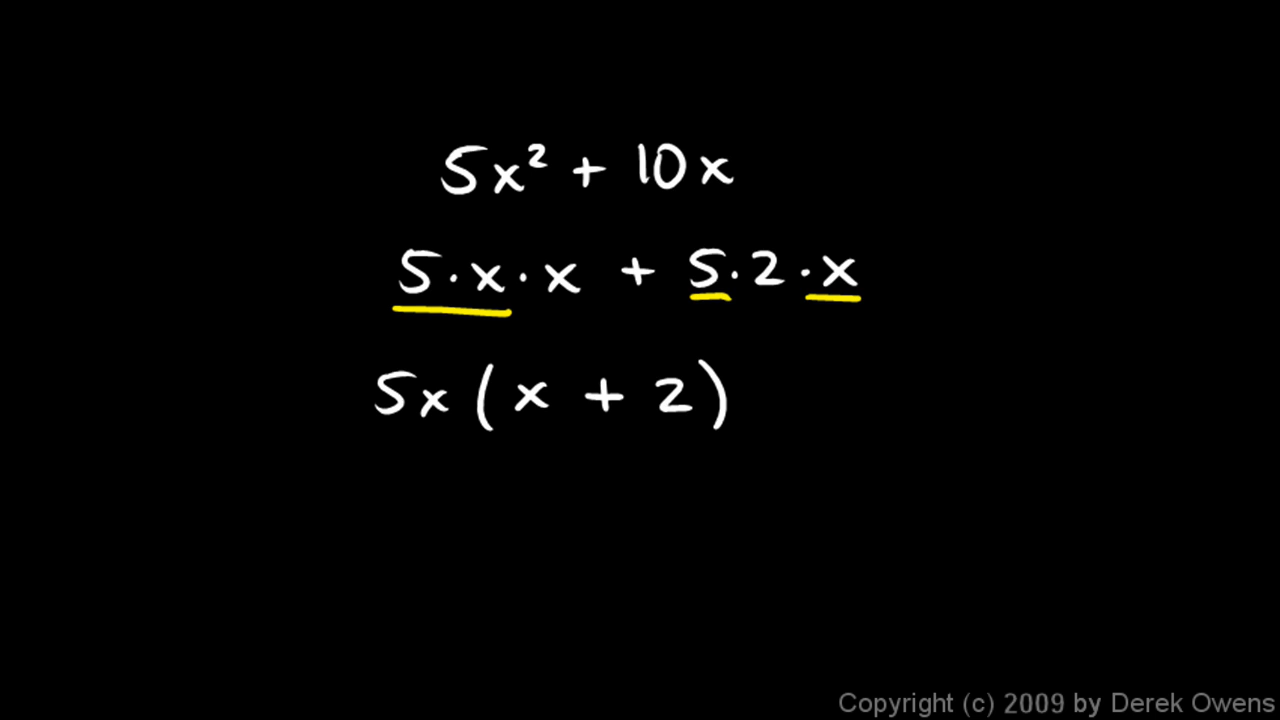 5x² + 10x
5·x·x + 5·2·x
5x(x + 2)
Copyright (c) 2009 by Derek Owens